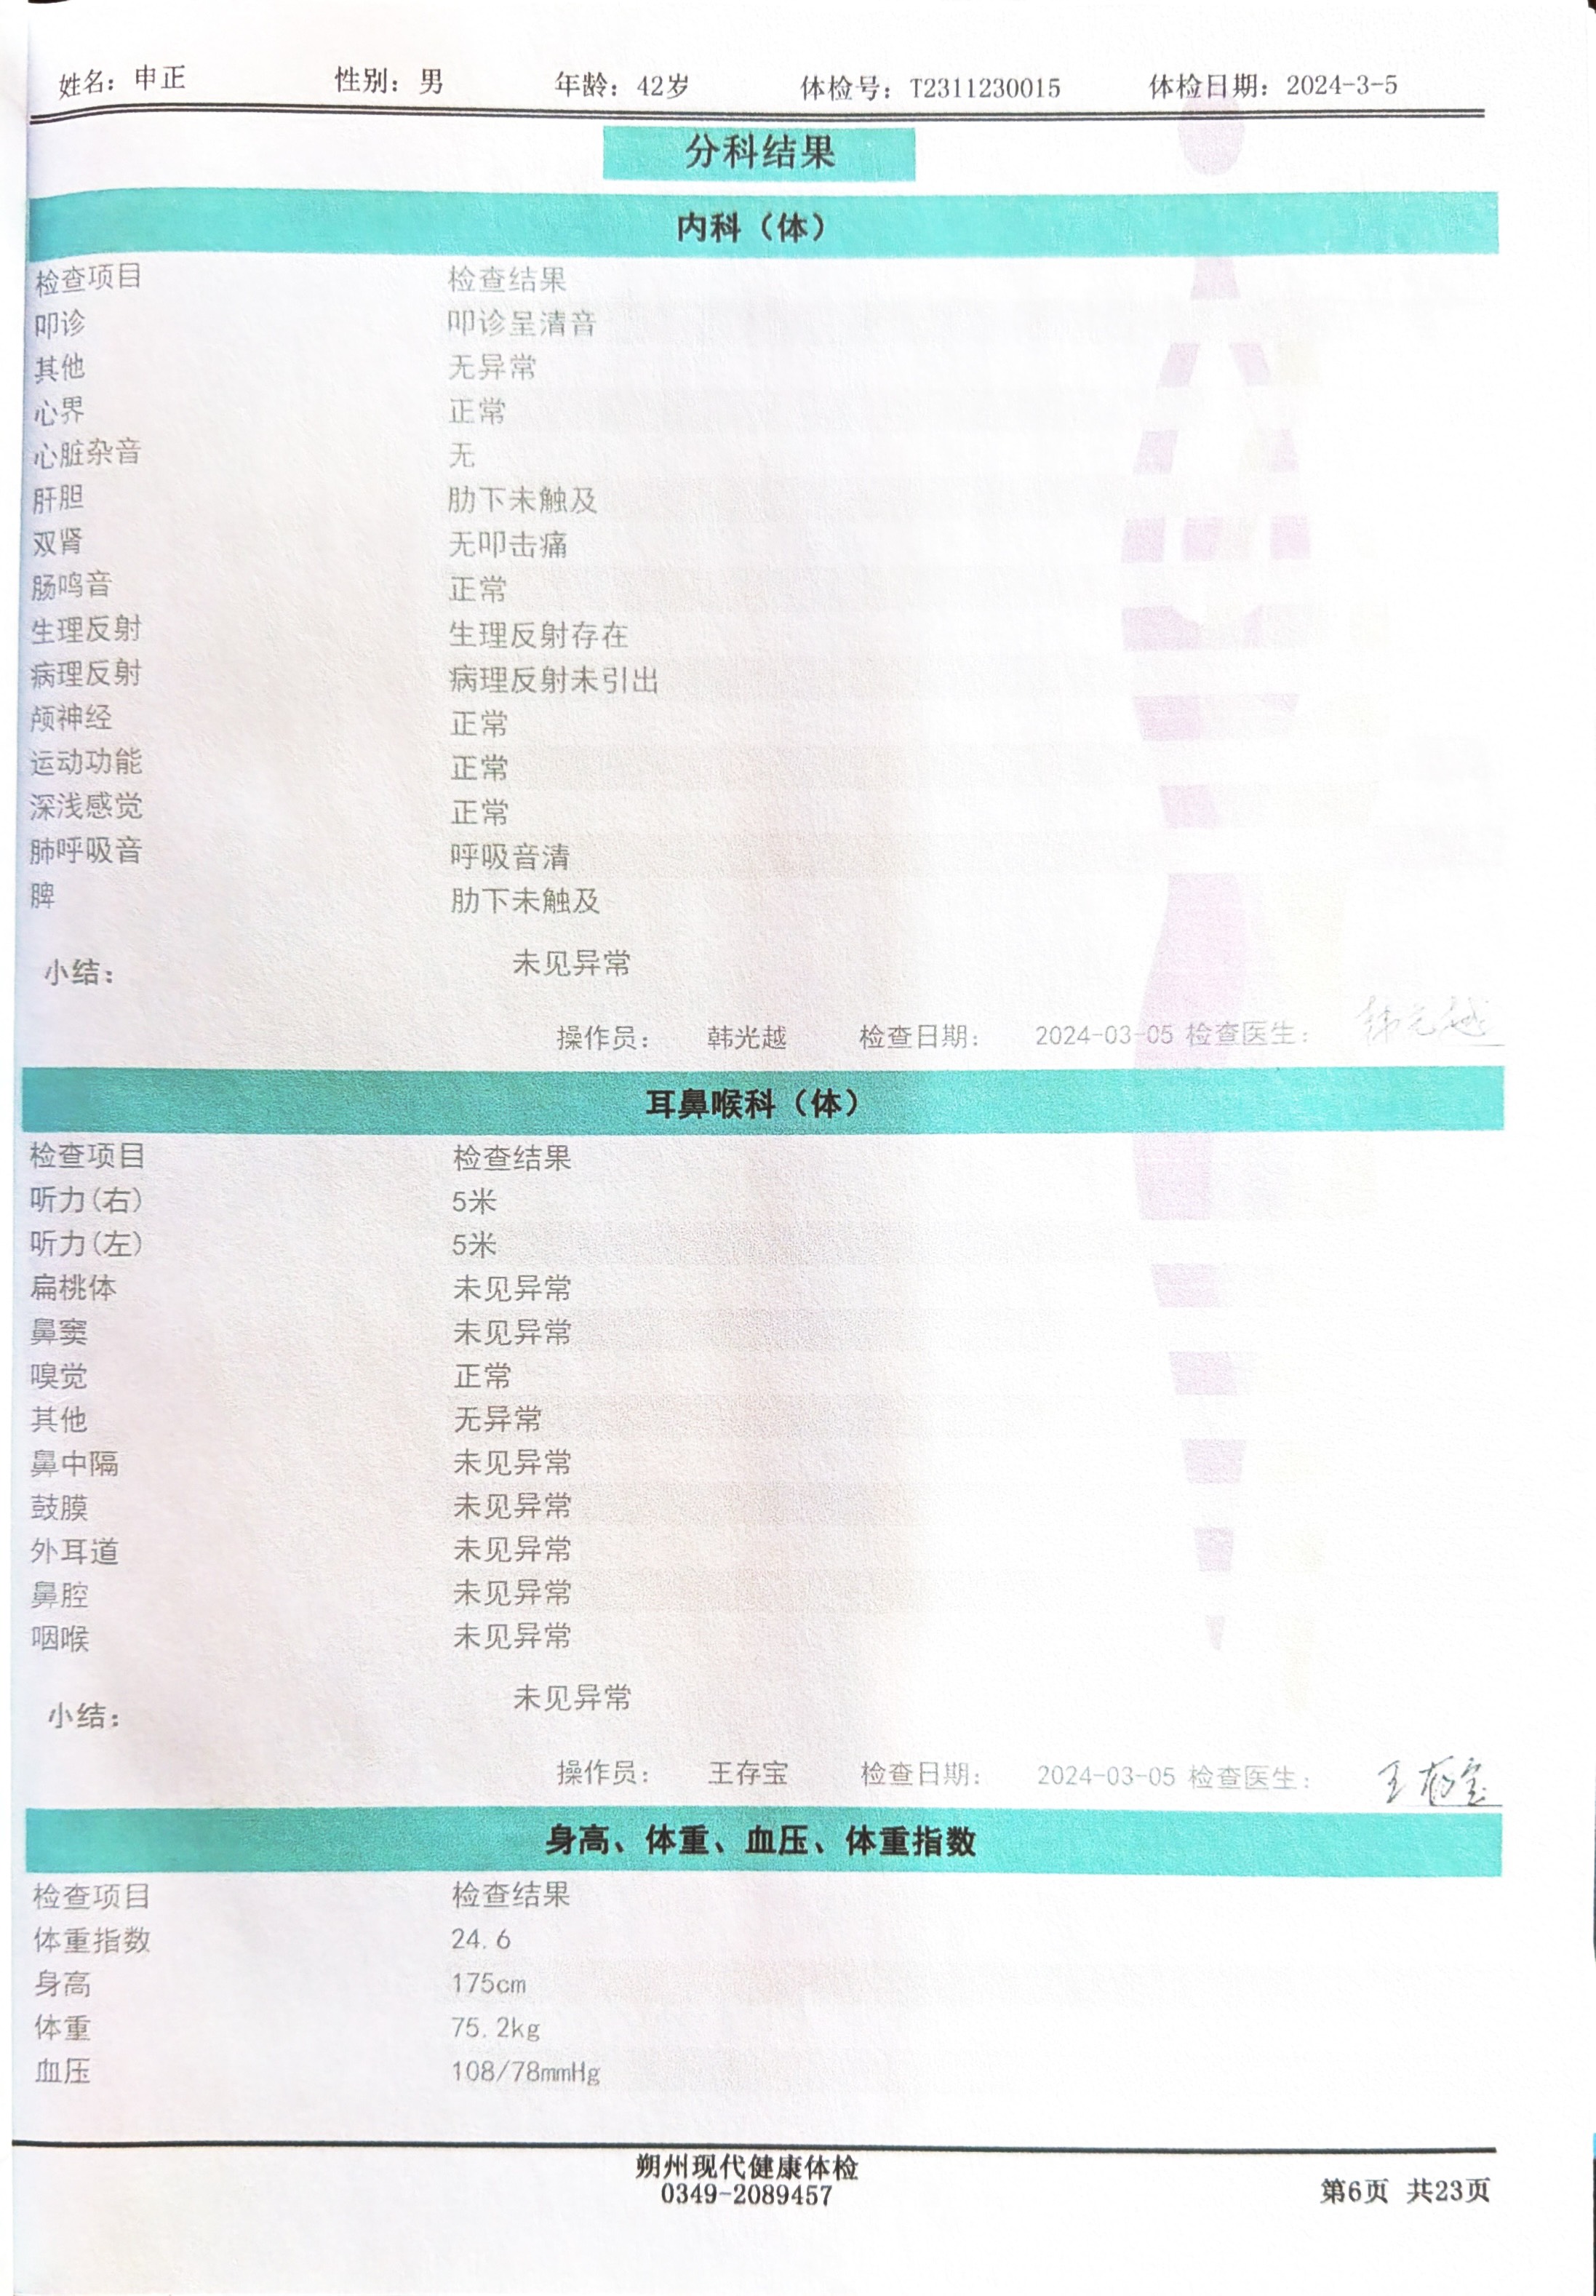 姓名：申正 性别：男 年龄：42岁 体检号：T2311230015 体检日期：2024-3-5
分科结果
内科（体）
检查项目 检查结果
叩诊 叩诊呈清音
其他 无异常
心界 正常
心脏杂音 无
肝胆 肋下未触及
双肾 无叩击痛
肠鸣音 正常
生理反射 生理反射存在
病理反射 病理反射未引出
颅神经 正常
运动功能 正常
深浅感觉 正常
肺呼吸音 呼吸音清
脾 肋下未触及
小结： 未见异常
操作员： 韩光越 检查日期： 2024-03-05 检查医生： 韩光越
耳鼻喉科（体）
检查项目 检查结果
听力(右) 5米
听力(左) 5米
扁桃体 未见异常
鼻窦 未见异常
嗅觉 正常
其他 无异常
鼻中隔 未见异常
鼓膜 未见异常
外耳道 未见异常
鼻腔 未见异常
咽喉 未见异常
小结： 未见异常
操作员： 王存宝 检查日期： 2024-03-05 检查医生： 王存宝
身高、体重、血压、体重指数
检查项目 检查结果
体重指数 24.6
身高 175cm
体重 75.2kg
血压 108/78mmHg
朔州现代健康体检
0349-2089457
第6页 共23页